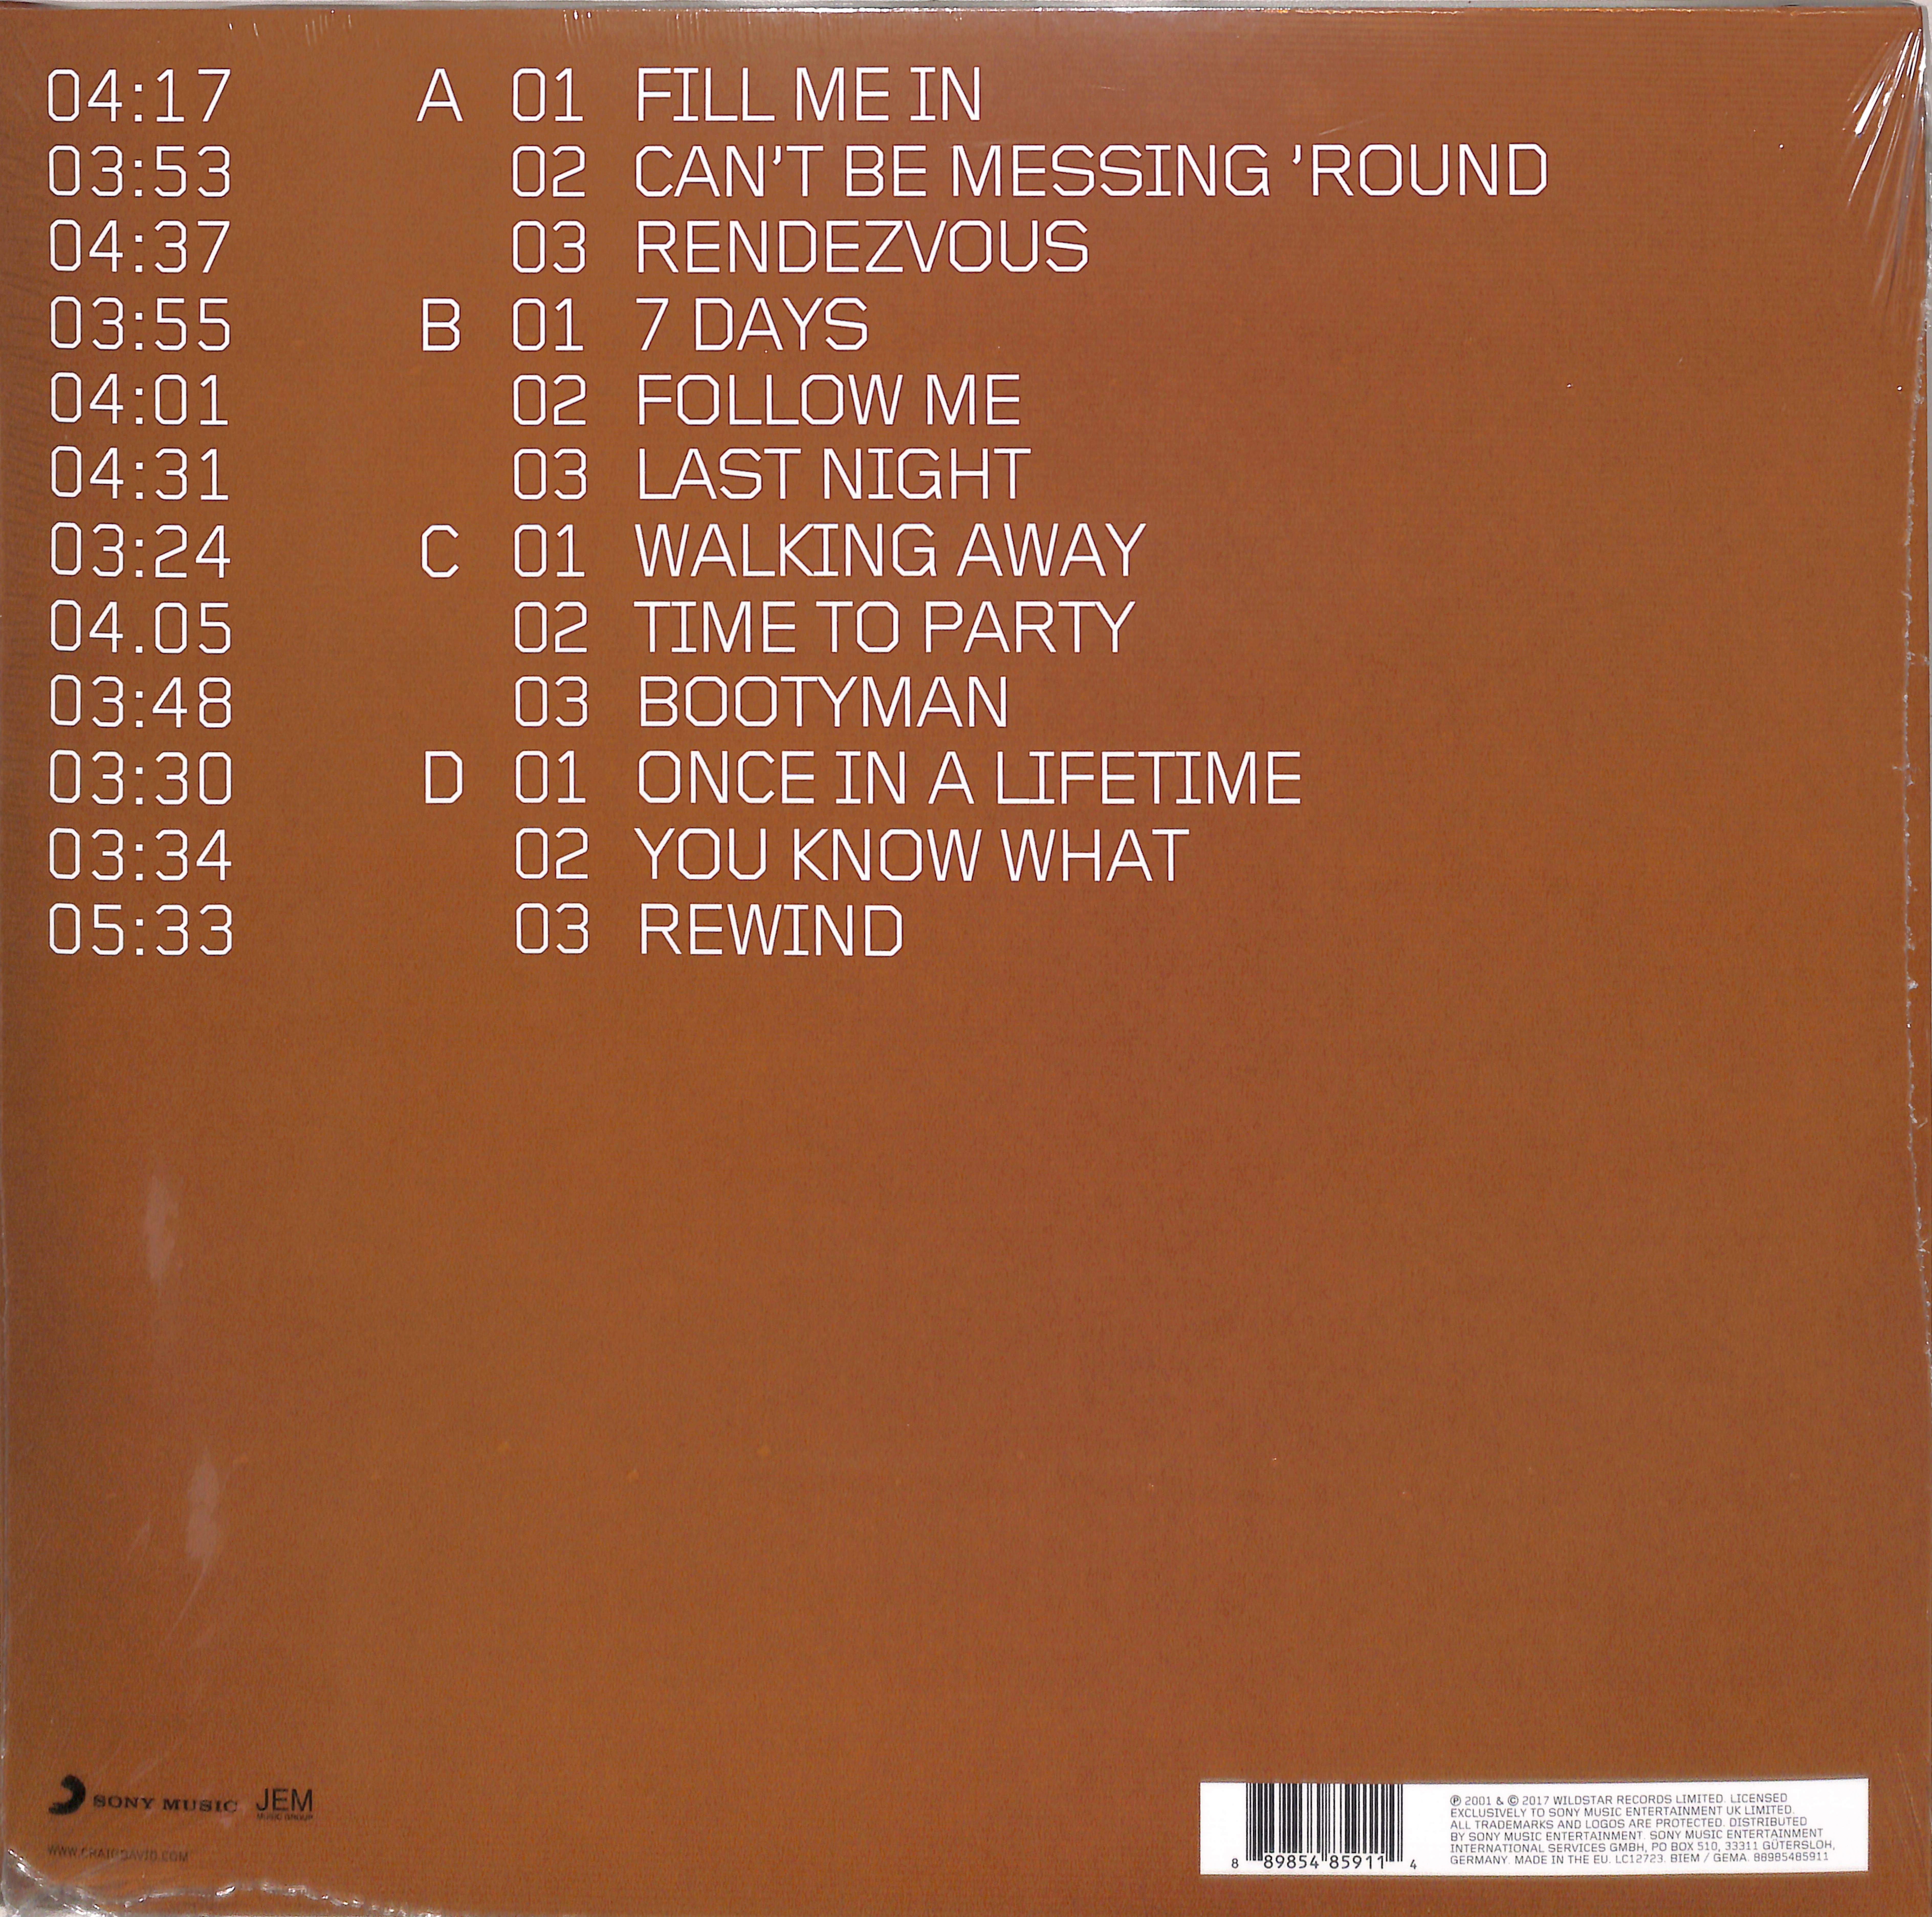 04:17 A 01 FILL ME IN
03:53 02 CAN'T BE MESSING 'ROUND
04:37 03 RENDEZVOUS
03:55 B 01 7 DAYS
04:01 02 FOLLOW ME
04:31 03 LAST NIGHT
03:24 C 01 WALKING AWAY
04.05 02 TIME TO PARTY
03:48 03 BOOTYMAN
03:30 D 01 ONCE IN A LIFETIME
03:34 02 YOU KNOW WHAT
05:33 03 REWIND
SONY MUSIC JEM
MUSIC GROUP
WWW.CRAIGDAVID.COM
8 89854 85911 4
℗ 2001 & © 2017 WILDSTAR RECORDS LIMITED. LICENSED
EXCLUSIVELY TO SONY MUSIC ENTERTAINMENT UK LIMITED.
ALL TRADEMARKS AND LOGOS ARE PROTECTED. DISTRIBUTED
BY SONY MUSIC ENTERTAINMENT. SONY MUSIC ENTERTAINMENT
INTERNATIONAL SERVICES GMBH, PO BOX 510, 33311 GÜTERSLOH,
GERMANY. MADE IN THE EU. LC12723. BIEM / GEMA. 88985485911